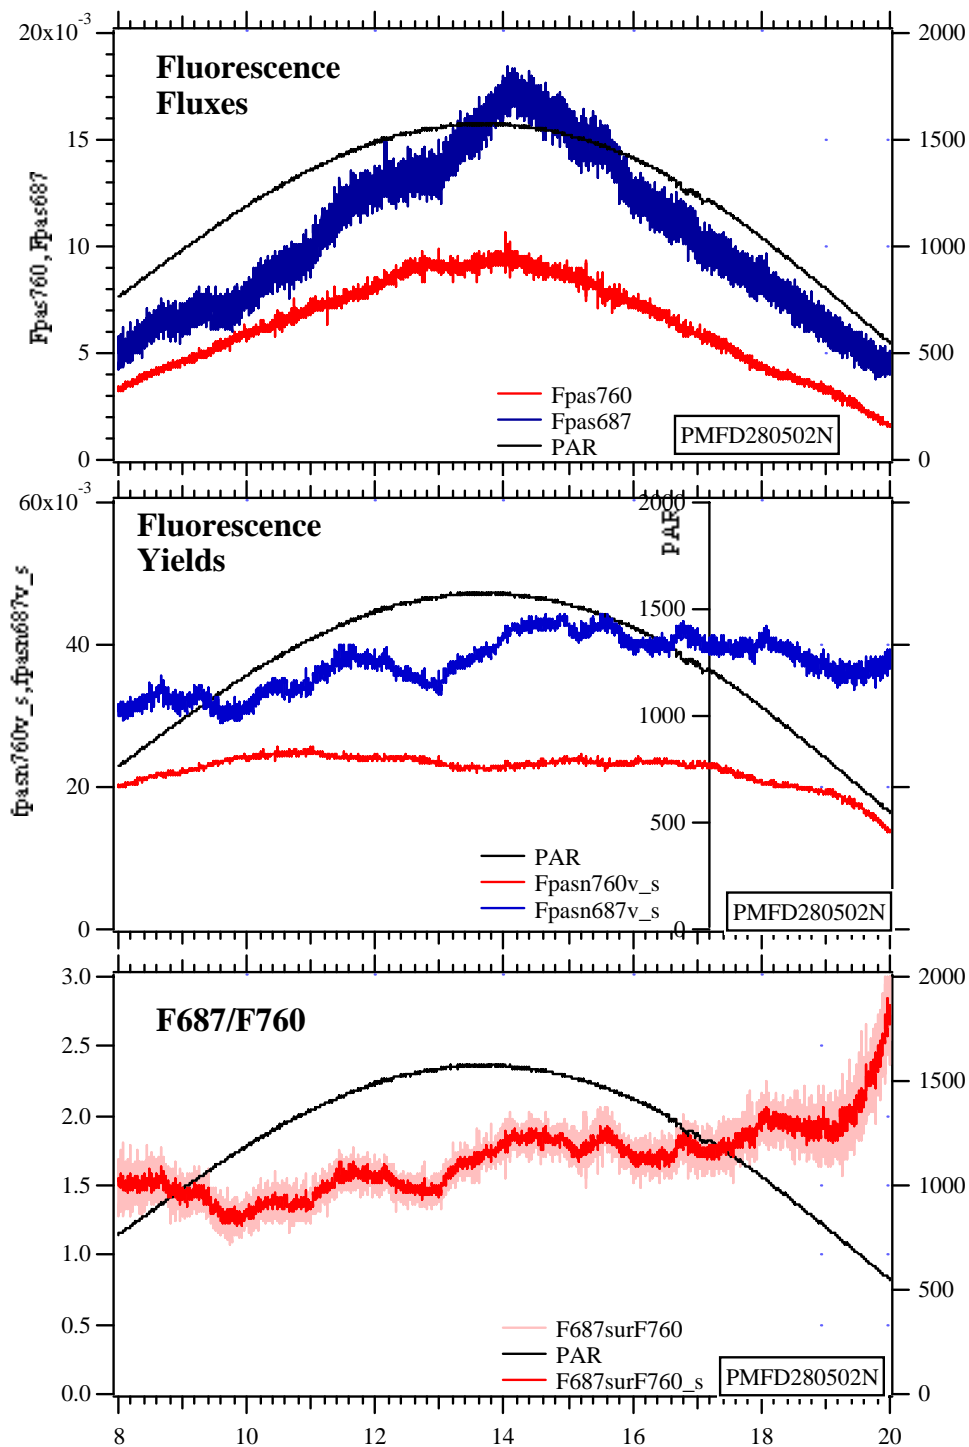 20x10-3
2000
Fluorescence
Fluxes
15
1500
Fpas760,Fpas687
10
1000
5
500
Fpas760
Fpas687
PAR
PMFD280502N
0
0
60x10-3
2000
Fluorescence
Yields
PAR
1500
fpasn760v_s,fpasn687v_s
40
1000
20
500
PAR
Fpasn760v_s
Fpasn687v_s
PMFD280502N
0
0
3.0
2000
F687/F760
2.5
1500
2.0
1.5
1000
1.0
500
0.5
F687surF760
PAR
F687surF760_s
PMFD280502N
0.0
0
8
10
12
14
16
18
20